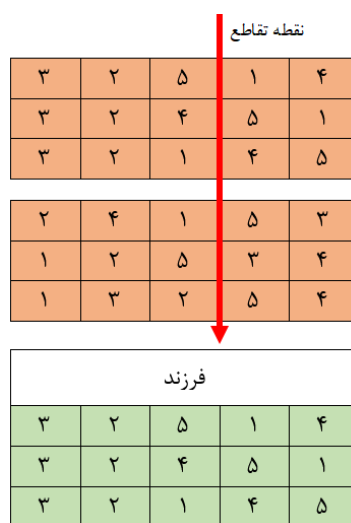 نقطه تقاطع
۳ ۲ ۵ ۱ ۴
۳ ۲ ۴ ۵ ۱
۳ ۲ ۱ ۴ ۵
۲ ۴ ۱ ۵ ۳
۱ ۲ ۵ ۳ ۴
۱ ۳ ۲ ۵ ۴
فرزند
۳ ۲ ۵ ۱ ۴
۳ ۲ ۴ ۵ ۱
۳ ۲ ۱ ۴ ۵